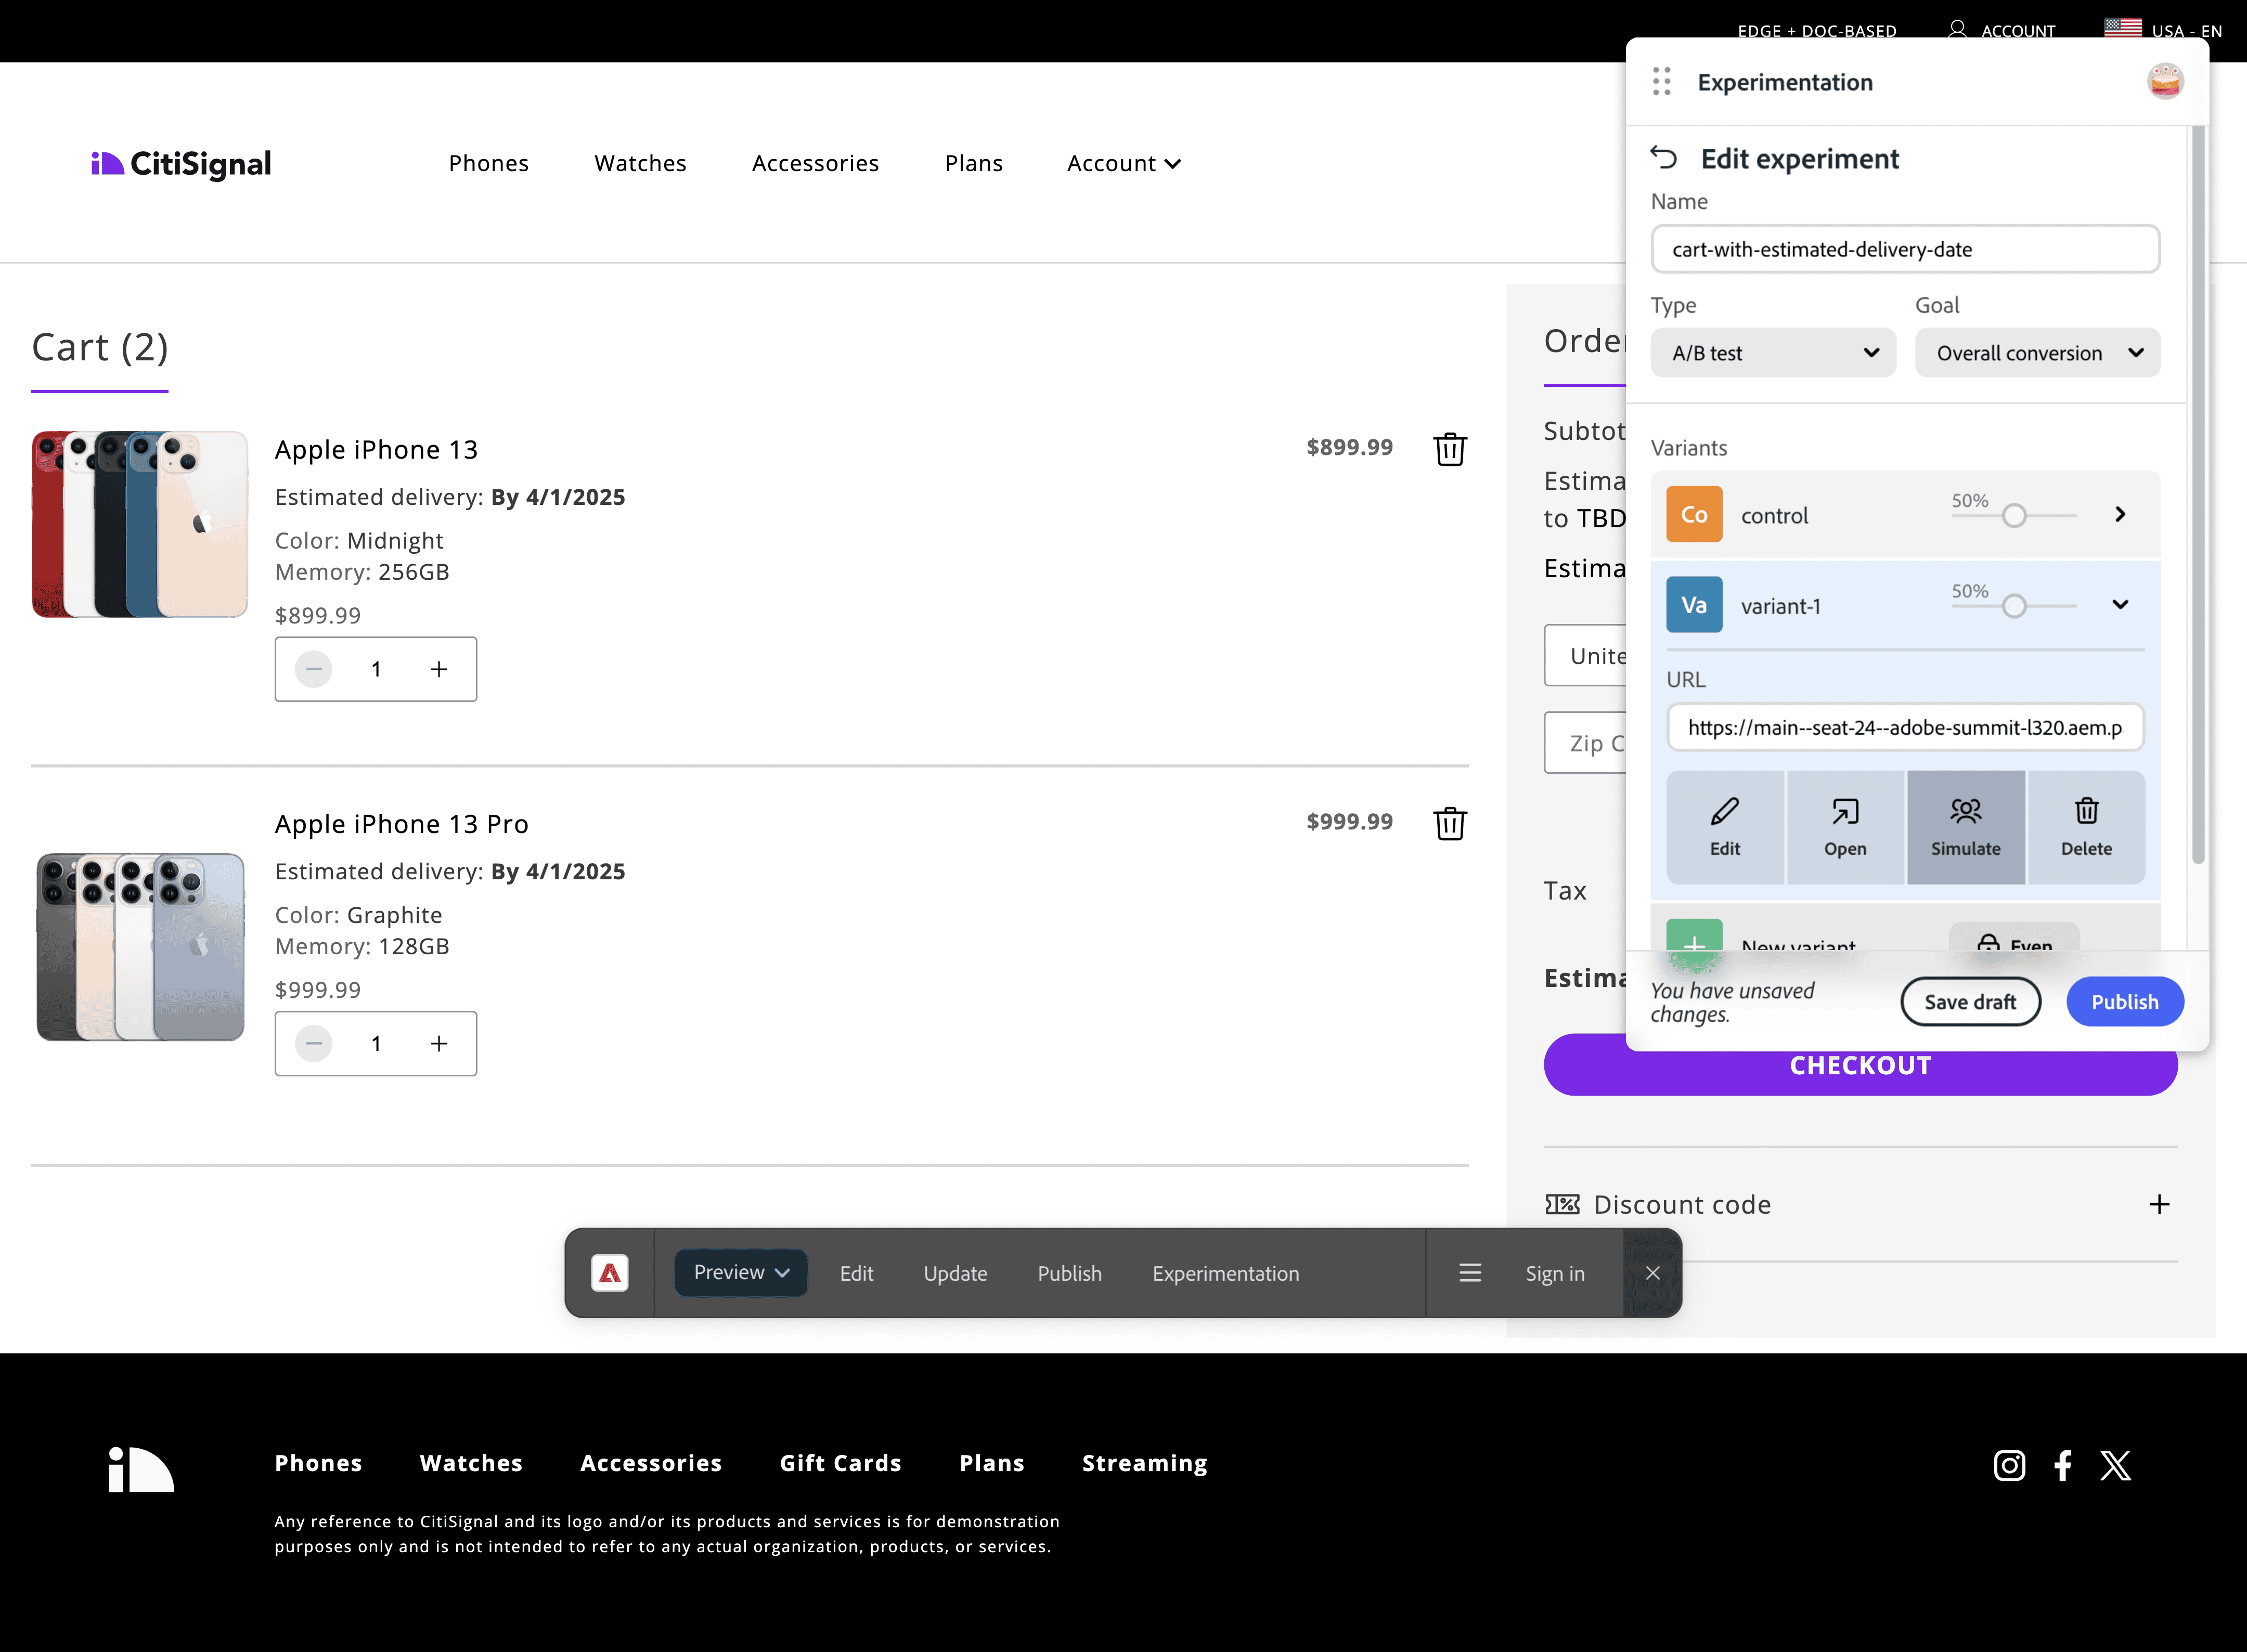 EDGE + DOC-BASED ACCOUNT USA - EN
CitiSignal Phones Watches Accessories Plans Account
Cart (2)
Apple iPhone 13 $899.99
Estimated delivery: By 4/1/2025
Color: Midnight
Memory: 256GB
$899.99
1
Apple iPhone 13 Pro $999.99
Estimated delivery: By 4/1/2025
Color: Graphite
Memory: 128GB
$999.99
1
Orde
Subtot
Estima
to TBD
Estima
Unite
Zip C
Tax
Estima
CHECKOUT
Discount code
Experimentation
Edit experiment
Name
cart-with-estimated-delivery-date
Type Goal
A/B test Overall conversion
Variants
Co control 50%
Va variant-1 50%
URL
https://main--seat-24--adobe-summit-l320.aem.p
Edit Open Simulate Delete
New variant Even
You have unsaved
changes.
Save draft Publish
Preview Edit Update Publish Experimentation Sign in
Phones Watches Accessories Gift Cards Plans Streaming
Any reference to CitiSignal and its logo and/or its products and services is for demonstration
purposes only and is not intended to refer to any actual organization, products, or services.